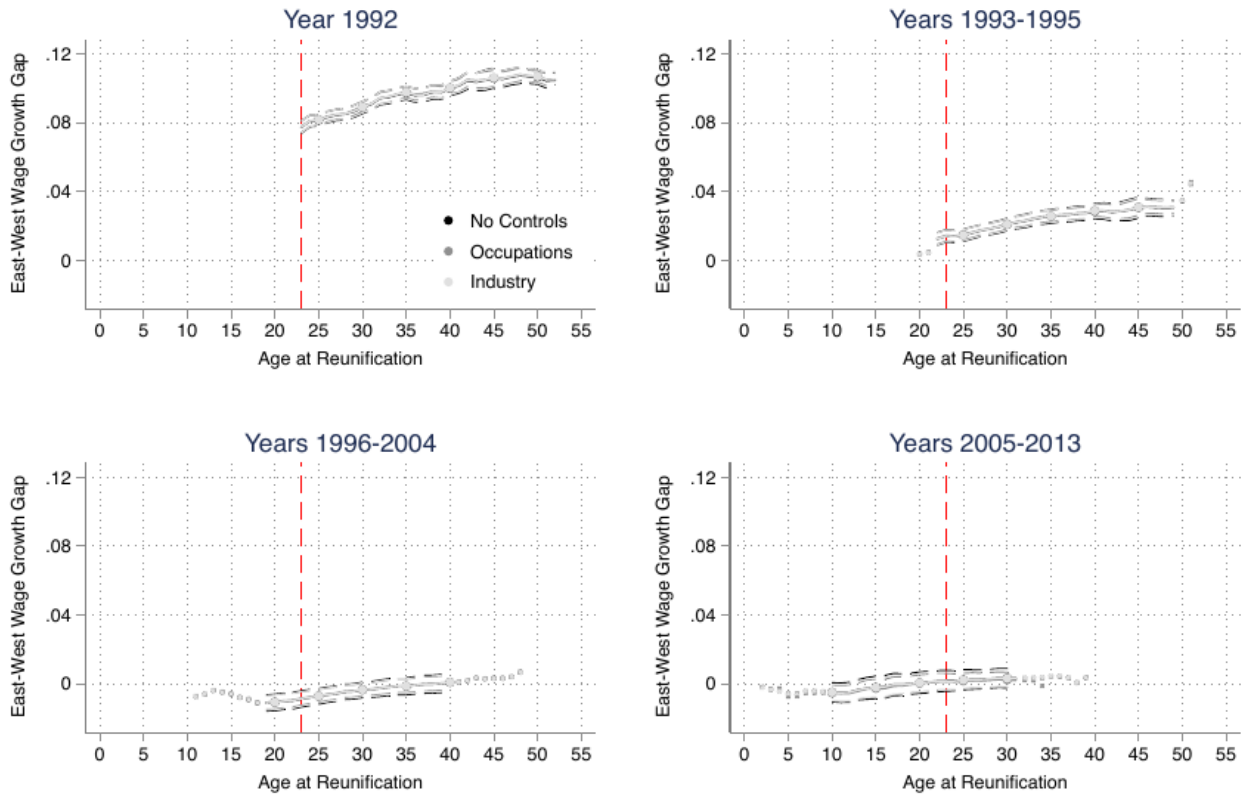 Year 1992
East-West Wage Growth Gap
.12
.08
.04
0
No Controls
Occupations
Industry
0 5 10 15 20 25 30 35 40 45 50 55
Age at Reunification
Years 1993-1995
East-West Wage Growth Gap
.12
.08
.04
0
0 5 10 15 20 25 30 35 40 45 50 55
Age at Reunification
Years 1996-2004
East-West Wage Growth Gap
.12
.08
.04
0
0 5 10 15 20 25 30 35 40 45 50 55
Age at Reunification
Years 2005-2013
East-West Wage Growth Gap
.12
.08
.04
0
0 5 10 15 20 25 30 35 40 45 50 55
Age at Reunification